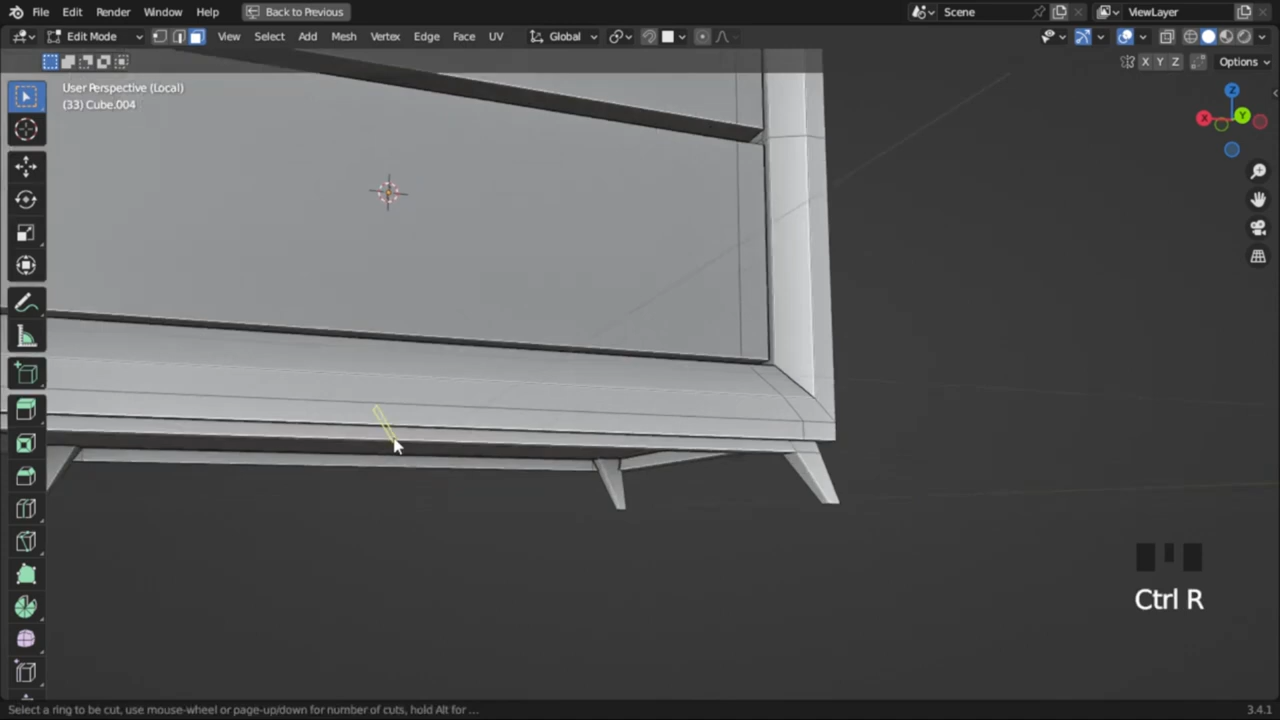 File Edit Render Window Help Back to Previous Scene ViewLayer
Edit Mode View Select Add Mesh Vertex Edge Face UV Global
X Y Z Options
User Perspective (Local)
(33) Cube.004
Z
X Y
Ctrl R
Select a ring to be cut, use mouse-wheel or page-up/down for number of cuts, hold Alt for ... 3.4.1